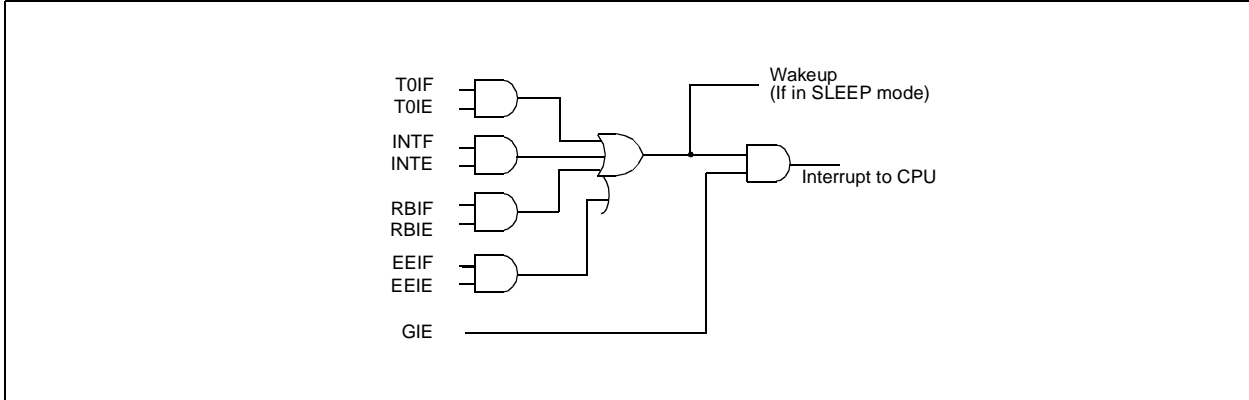 T0IF
T0IE
INTF
INTE
RBIF
RBIE
EEIF
EEIE
GIE
Wakeup
(If in SLEEP mode)
Interrupt to CPU